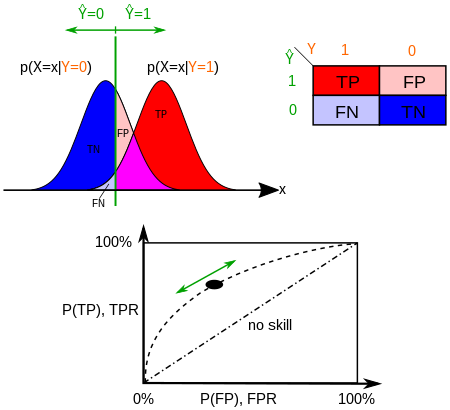 Ŷ=0 Ŷ=1
p(X=x|Y=0) p(X=x|Y=1)
TP
FP
TN
FN
x
Y 1 0
Ŷ
1 TP FP
0 FN TN
100%
P(TP), TPR
no skill
0% P(FP), FPR 100%